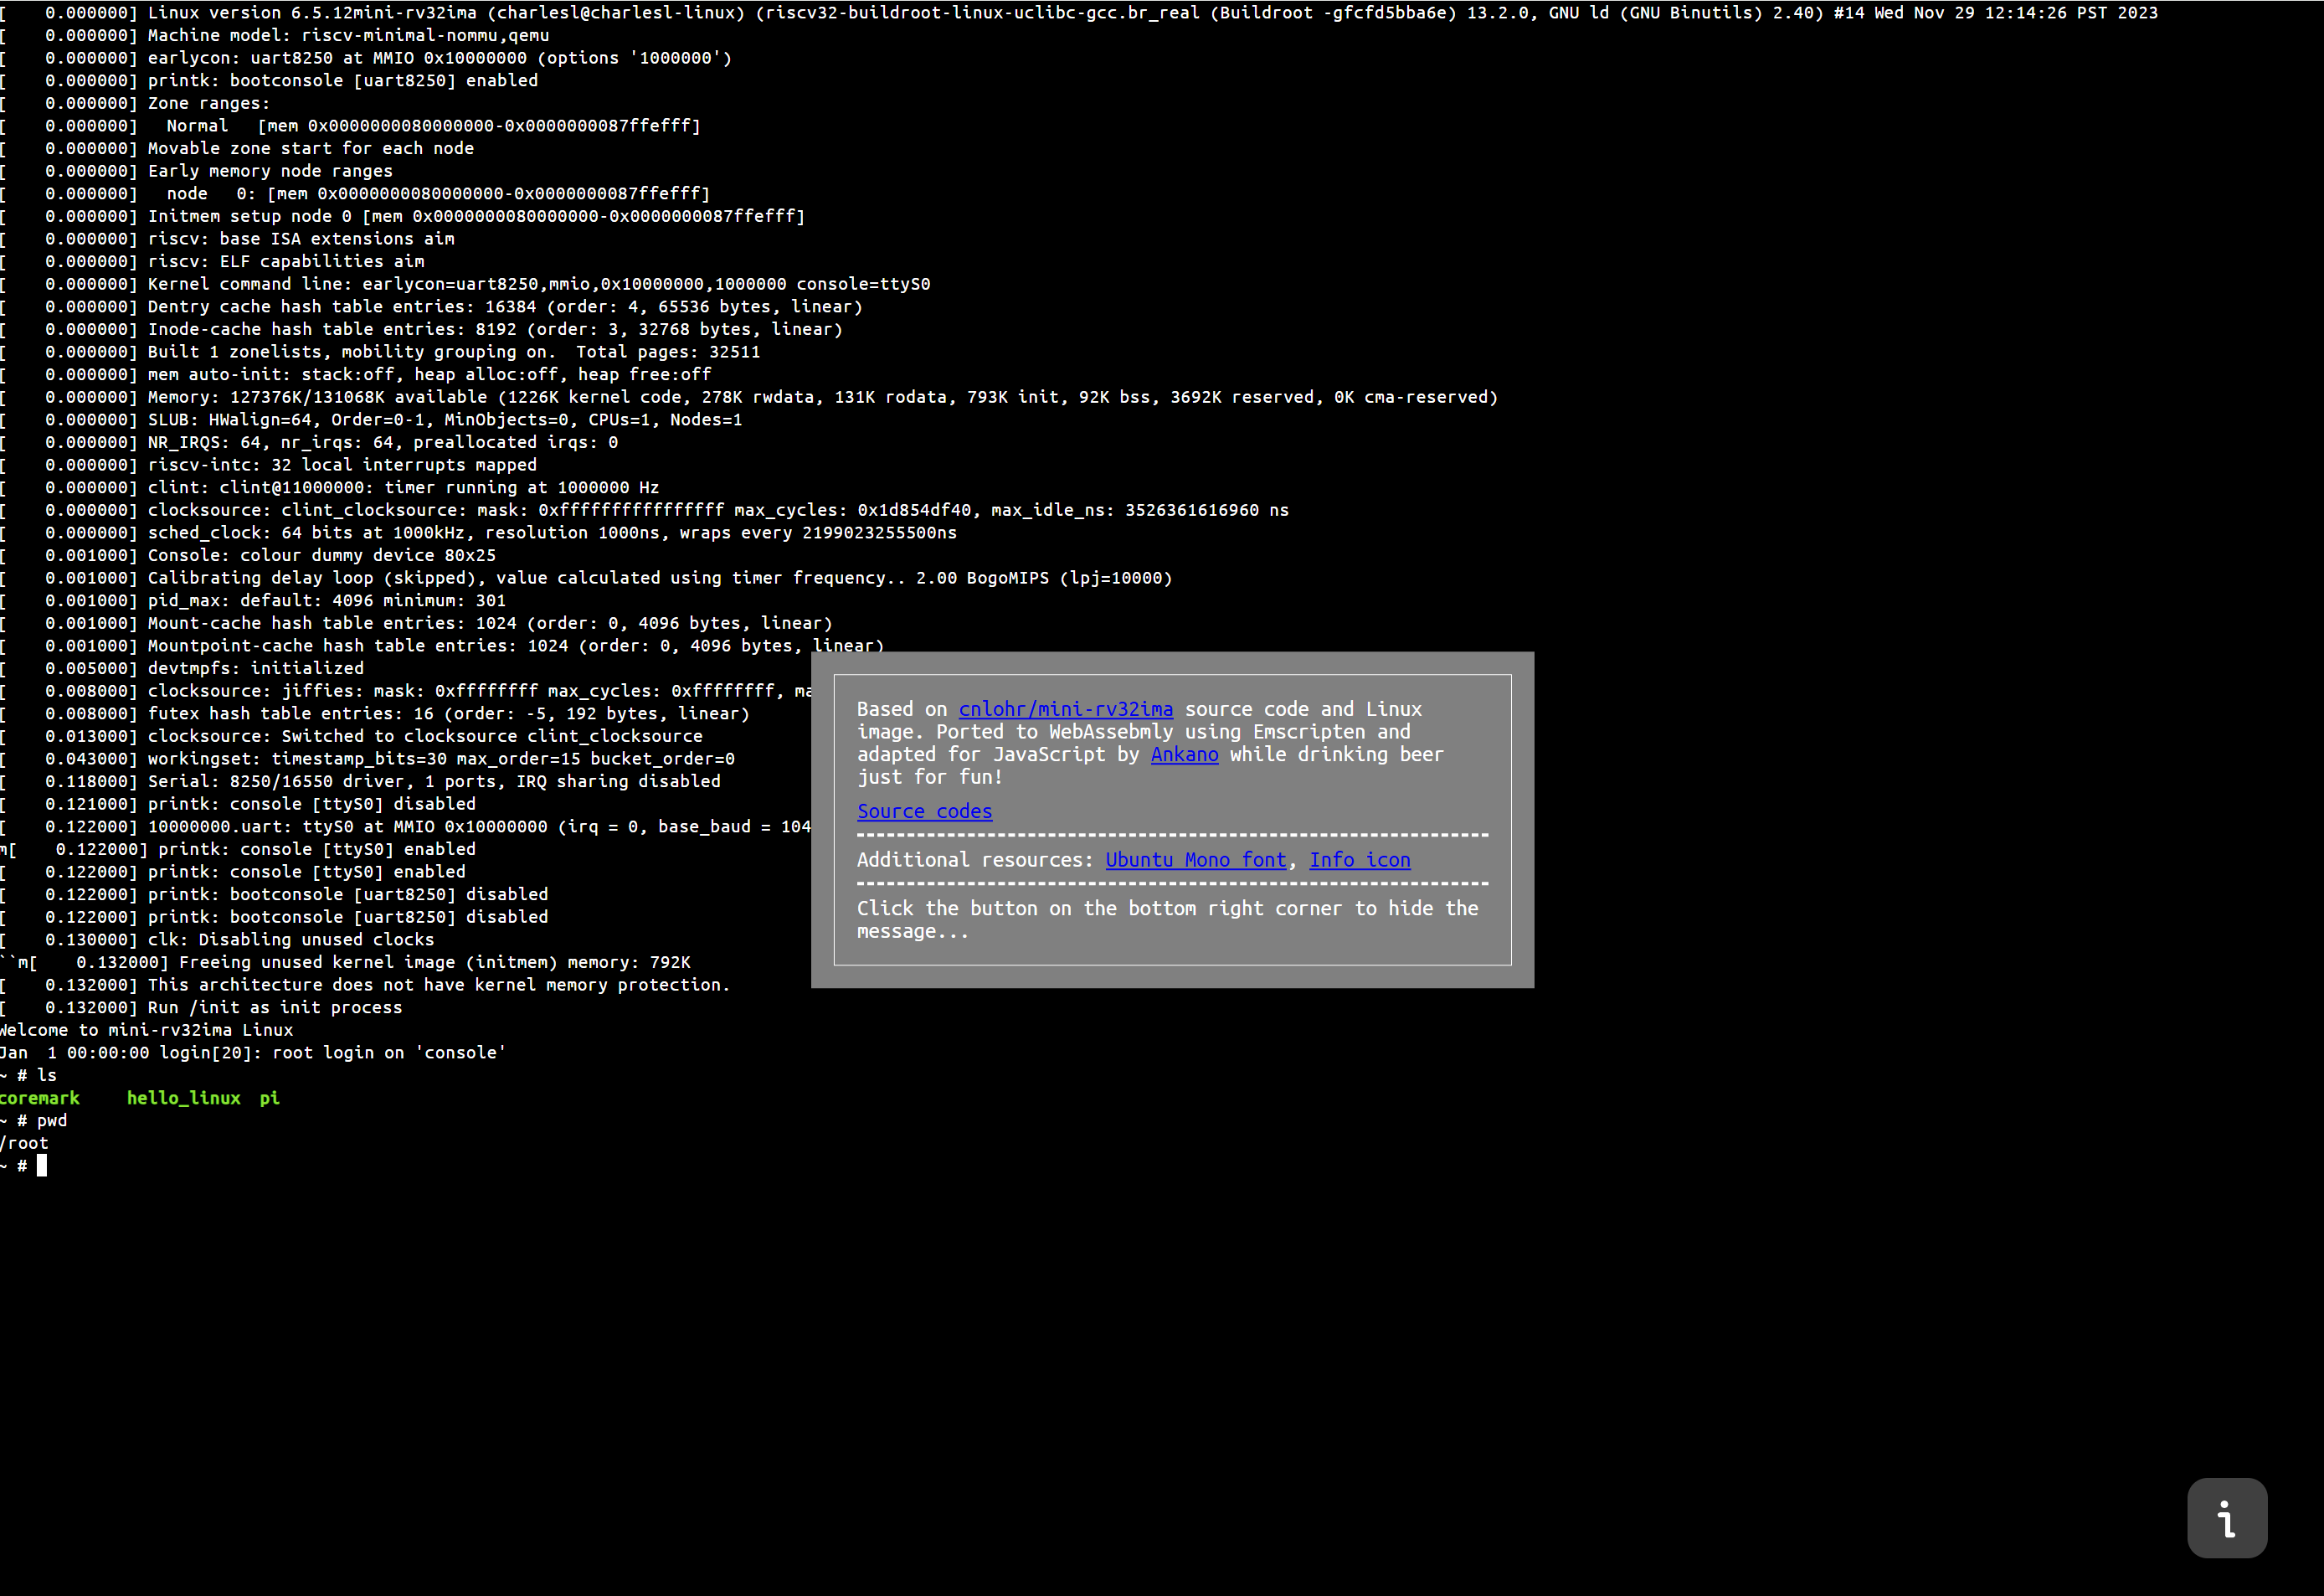 [    0.000000] Linux version 6.5.12mini-rv32ima (charlesl@charlesl-linux) (riscv32-buildroot-linux-uclibc-gcc.br_real (Buildroot -gfcfd5bba6e) 13.2.0, GNU ld (GNU Binutils) 2.40) #14 Wed Nov 29 12:14:26 PST 2023
[    0.000000] Machine model: riscv-minimal-nommu,qemu
[    0.000000] earlycon: uart8250 at MMIO 0x10000000 (options '1000000')
[    0.000000] printk: bootconsole [uart8250] enabled
[    0.000000] Zone ranges:
[    0.000000]   Normal   [mem 0x0000000080000000-0x0000000087ffefff]
[    0.000000] Movable zone start for each node
[    0.000000] Early memory node ranges
[    0.000000]   node   0: [mem 0x0000000080000000-0x0000000087ffefff]
[    0.000000] Initmem setup node 0 [mem 0x0000000080000000-0x0000000087ffefff]
[    0.000000] riscv: base ISA extensions aim
[    0.000000] riscv: ELF capabilities aim
[    0.000000] Kernel command line: earlycon=uart8250,mmio,0x10000000,1000000 console=ttyS0
[    0.000000] Dentry cache hash table entries: 16384 (order: 4, 65536 bytes, linear)
[    0.000000] Inode-cache hash table entries: 8192 (order: 3, 32768 bytes, linear)
[    0.000000] Built 1 zonelists, mobility grouping on.  Total pages: 32511
[    0.000000] mem auto-init: stack:off, heap alloc:off, heap free:off
[    0.000000] Memory: 127376K/131068K available (1226K kernel code, 278K rwdata, 131K rodata, 793K init, 92K bss, 3692K reserved, 0K cma-reserved)
[    0.000000] SLUB: HWalign=64, Order=0-1, MinObjects=0, CPUs=1, Nodes=1
[    0.000000] NR_IRQS: 64, nr_irqs: 64, preallocated irqs: 0
[    0.000000] riscv-intc: 32 local interrupts mapped
[    0.000000] clint: clint@11000000: timer running at 1000000 Hz
[    0.000000] clocksource: clint_clocksource: mask: 0xffffffffffffffff max_cycles: 0x1d854df40, max_idle_ns: 3526361616960 ns
[    0.000000] sched_clock: 64 bits at 1000kHz, resolution 1000ns, wraps every 2199023255500ns
[    0.001000] Console: colour dummy device 80x25
[    0.001000] Calibrating delay loop (skipped), value calculated using timer frequency.. 2.00 BogoMIPS (lpj=10000)
[    0.001000] pid_max: default: 4096 minimum: 301
[    0.001000] Mount-cache hash table entries: 1024 (order: 0, 4096 bytes, linear)
[    0.001000] Mountpoint-cache hash table entries: 1024 (order: 0, 4096 bytes, linear)
[    0.005000] devtmpfs: initialized
[    0.008000] clocksource: jiffies: mask: 0xffffffff max_cycles: 0xffffffff, ma
[    0.008000] futex hash table entries: 16 (order: -5, 192 bytes, linear)
[    0.013000] clocksource: Switched to clocksource clint_clocksource
[    0.043000] workingset: timestamp_bits=30 max_order=15 bucket_order=0
[    0.118000] Serial: 8250/16550 driver, 1 ports, IRQ sharing disabled
[    0.121000] printk: console [ttyS0] disabled
[    0.122000] 10000000.uart: ttyS0 at MMIO 0x10000000 (irq = 0, base_baud = 104
m[    0.122000] printk: console [ttyS0] enabled
[    0.122000] printk: console [ttyS0] enabled
[    0.122000] printk: bootconsole [uart8250] disabled
[    0.122000] printk: bootconsole [uart8250] disabled
[    0.130000] clk: Disabling unused clocks
``m[    0.132000] Freeing unused kernel image (initmem) memory: 792K
[    0.132000] This architecture does not have kernel memory protection.
[    0.132000] Run /init as init process
Welcome to mini-rv32ima Linux
Jan  1 00:00:00 login[20]: root login on 'console'
~ # ls
coremark     hello_linux  pi
~ # pwd
/root
~ #
Based on cnlohr/mini-rv32ima source code and Linux
image. Ported to WebAssebmly using Emscripten and
adapted for JavaScript by Ankano while drinking beer
just for fun!
Source codes
Additional resources: Ubuntu Mono font, Info icon
Click the button on the bottom right corner to hide the
message...
i